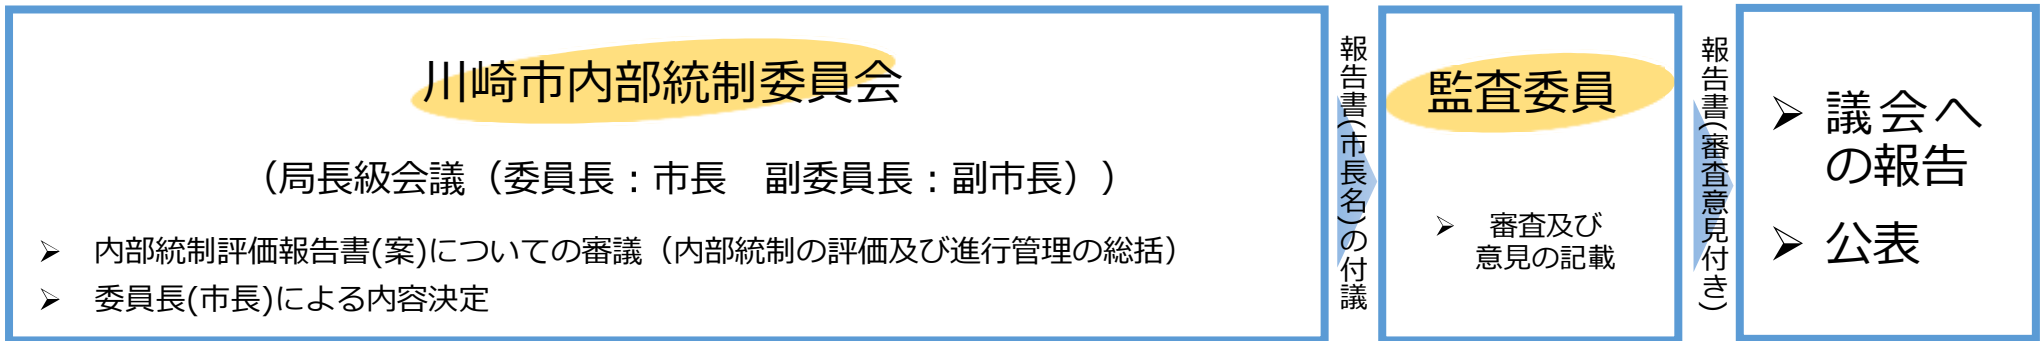 川崎市内部統制委員会
（局長級会議（委員長：市長　副委員長：副市長））
➢ 内部統制評価報告書(案)についての審議（内部統制の評価及び進行管理の総括）
➢ 委員長(市長)による内容決定
報告書(市長名)の付議
監査委員
➢ 審査及び
意見の記載
報告書(審査意見付き)
➢ 議会へ
の報告
➢ 公表